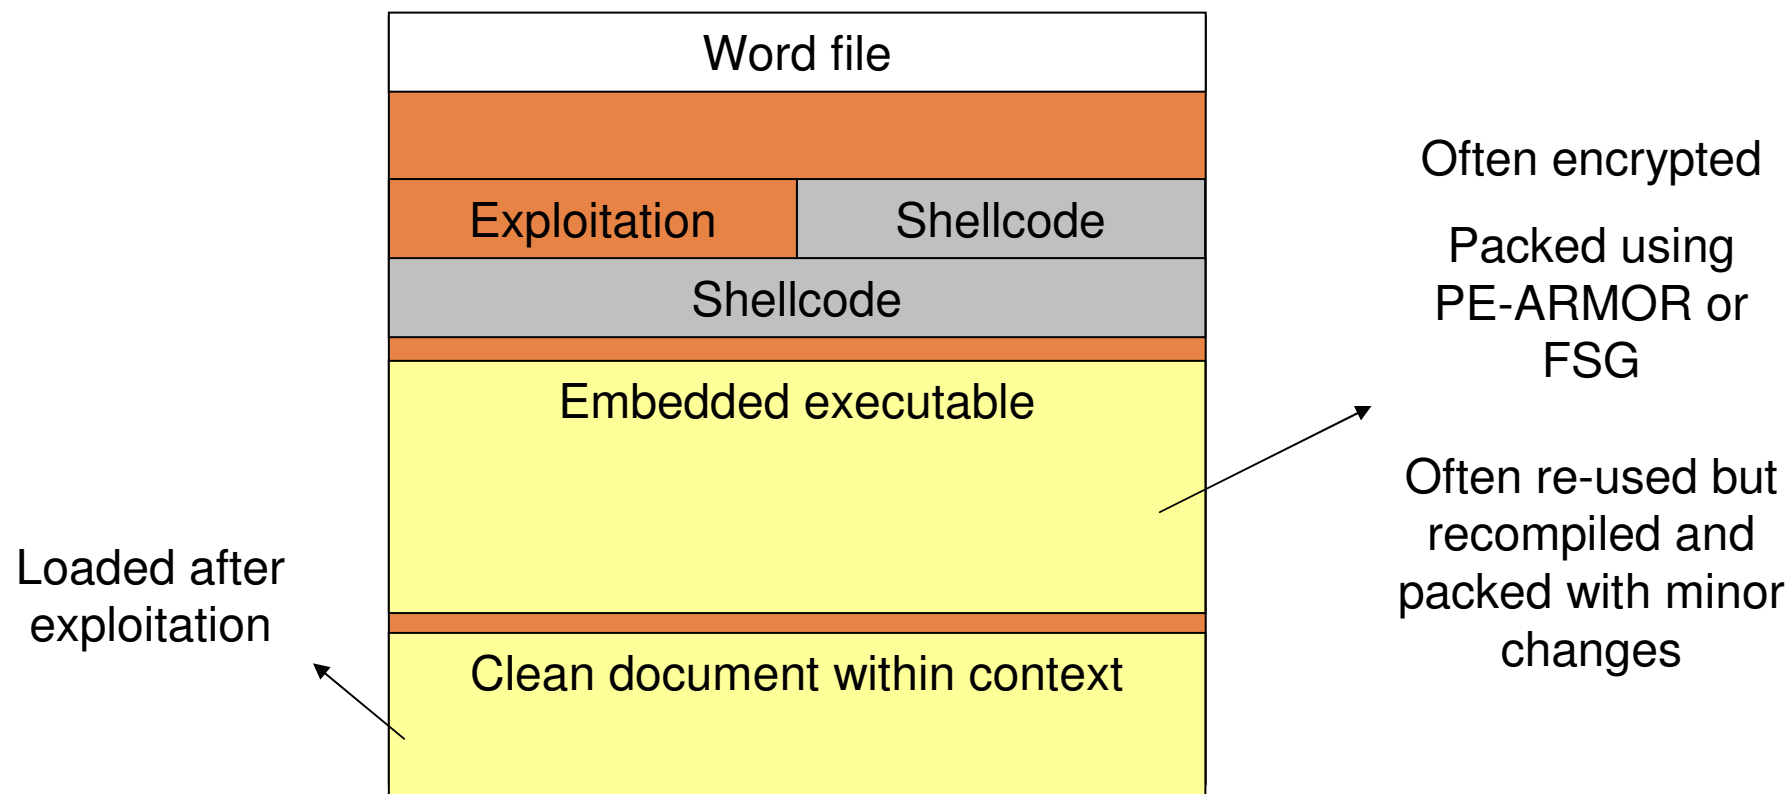 Word file
Exploitation
Shellcode
Shellcode
Embedded executable
Clean document within context
Loaded after
exploitation
Often encrypted
Packed using
PE-ARMOR or
FSG
Often re-used but
recompiled and
packed with minor
changes